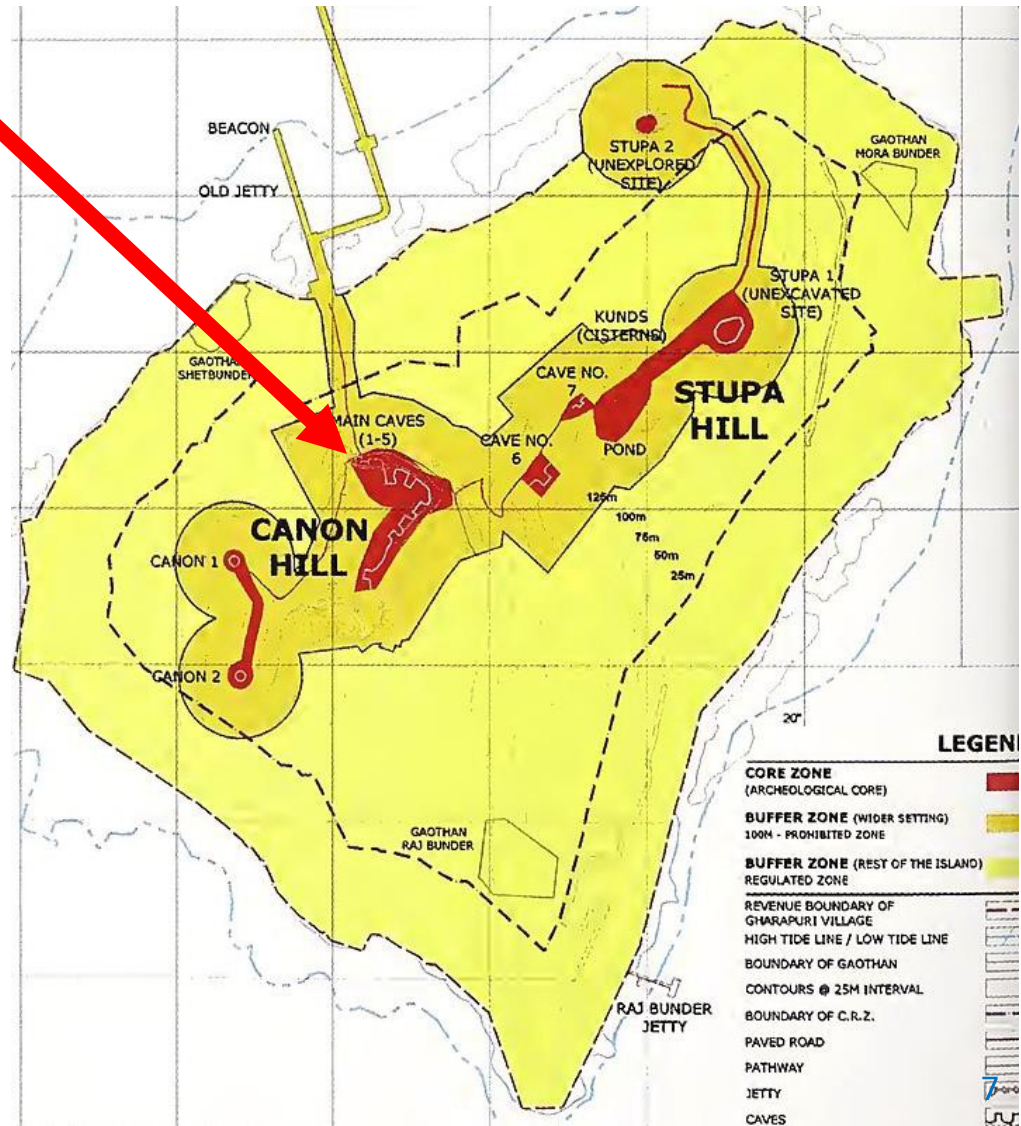 BEACON
OLD JETTY
STUPA 2
(UNEXPLORED
SITE)
GAOTHAN
MORA BUNDER
STUPA 1
(UNEXCAVATED
SITE)
KUNDS
(CISTERNS)
GAOTHAN
SHETBUNDER
CAVE NO.
7
STUPA
HILL
MAIN CAVES
(1-5)
CAVE NO.
6
POND
125m
100m
75m
50m
25m
CANON
HILL
CANON 1
CANON 2
20"
GAOTHAN
RAJ BUNDER
RAJ BUNDER
JETTY
LEGEN
CORE ZONE
(ARCHEOLOGICAL CORE)
BUFFER ZONE (WIDER SETTING)
100M - PROHIBITED ZONE
BUFFER ZONE (REST OF THE ISLAND)
REGULATED ZONE
REVENUE BOUNDARY OF
GHARAPURI VILLAGE
HIGH TIDE LINE / LOW TIDE LINE
BOUNDARY OF GAOTHAN
CONTOURS @ 25M INTERVAL
BOUNDARY OF C.R.Z.
PAVED ROAD
PATHWAY
JETTY
CAVES
7